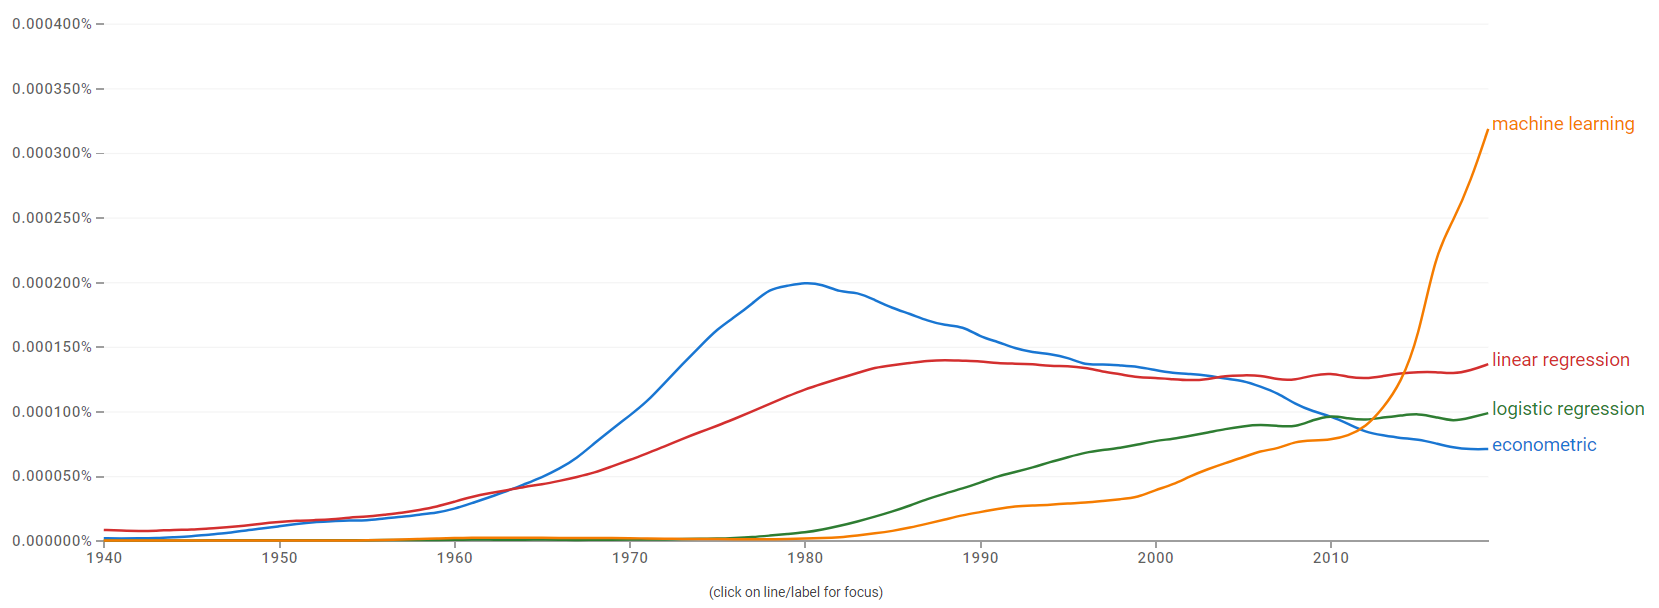 0.000400%
0.000350%
machine learning
0.000300%
0.000250%
0.000200%
0.000150%
linear regression
0.000100%
logistic regression
econometric
0.000050%
0.000000%
1940 1950 1960 1970 1980 1990 2000 2010
(click on line/label for focus)